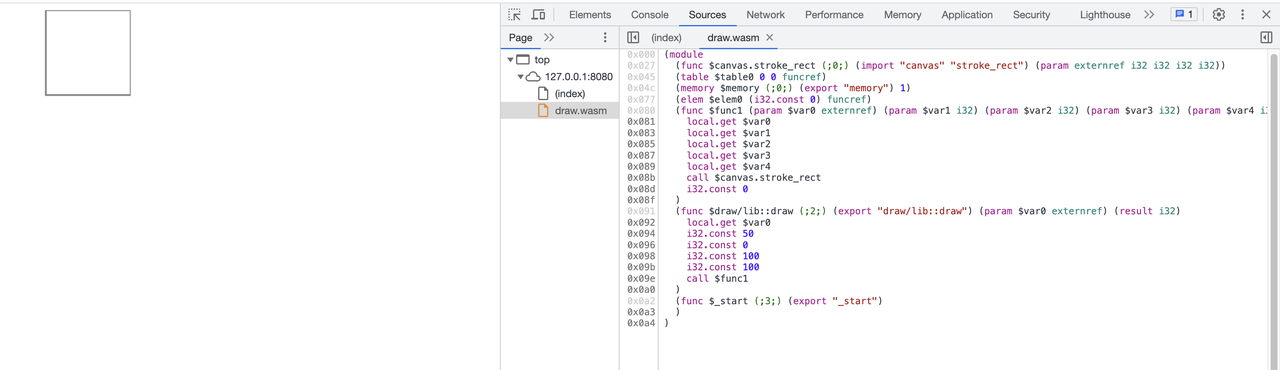 Elements Console Sources Network Performance Memory Application Security Lighthouse 1
Page (index) draw.wasm
top
127.0.0.1:8080
(index)
draw.wasm
0x000 (module
0x027 (func $canvas.stroke_rect (;0;) (import "canvas" "stroke_rect") (param externref i32 i32 i32 i32))
0x045 (table $table0 0 0 funcref)
0x04c (memory $memory (;0;) (export "memory") 1)
0x077 (elem $elem0 (i32.const 0) funcref)
0x080 (func $func1 (param $var0 externref) (param $var1 i32) (param $var2 i32) (param $var3 i32) (param $var4 i
0x081 local.get $var0
0x083 local.get $var1
0x085 local.get $var2
0x087 local.get $var3
0x089 local.get $var4
0x08b call $canvas.stroke_rect
0x08d i32.const 0
0x08f )
0x091 (func $draw/lib::draw (;2;) (export "draw/lib::draw") (param $var0 externref) (result i32)
0x092 local.get $var0
0x094 i32.const 50
0x096 i32.const 0
0x098 i32.const 100
0x09b i32.const 100
0x09e call $func1
0x0a0 )
0x0a2 (func $_start (;3;) (export "_start")
0x0a3 )
0x0a4 )